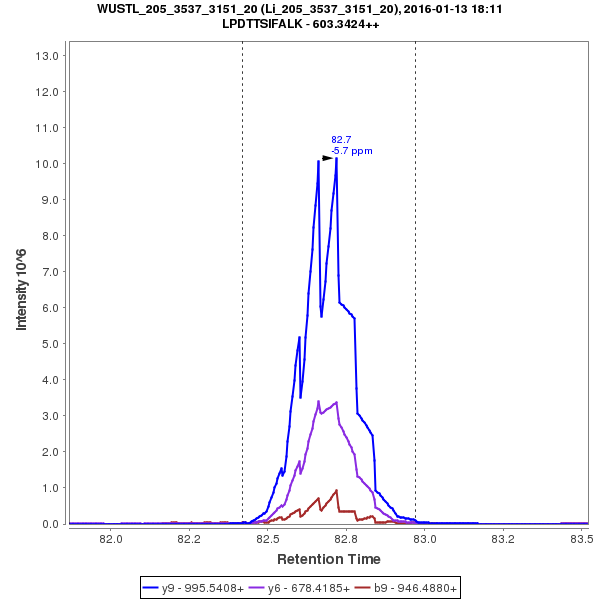 WUSTL_205_3537_3151_20 (Li_205_3537_3151_20), 2016-01-13 18:11
LPDTTSIFALK - 603.3424++
13.0
12.0
11.0
10.0
9.0
8.0
7.0
6.0
5.0
4.0
3.0
2.0
1.0
0.0
Intensity 10^6
82.7
-5.7 ppm
82.0 82.2 82.5 82.8 83.0 83.2 83.5
Retention Time
y9 - 995.5408+ y6 - 678.4185+ b9 - 946.4880+